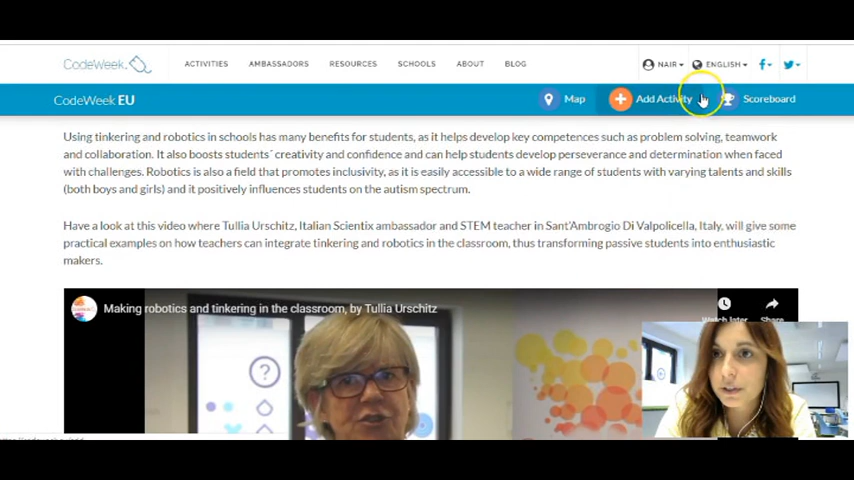 CodeWeek.
ACTIVITIES AMBASSADORS RESOURCES SCHOOLS ABOUT BLOG NAIR ENGLISH
CodeWeek EU Map Add Activity Scoreboard
Using tinkering and robotics in schools has many benefits for students, as it helps develop key competences such as problem solving, teamwork
and collaboration. It also boosts students´ creativity and confidence and can help students develop perseverance and determination when faced
with challenges. Robotics is also a field that promotes inclusivity, as it is easily accessible to a wide range of students with varying talents and skills
(both boys and girls) and it positively influences students on the autism spectrum.
Have a look at this video where Tullia Urschitz, Italian Scientix ambassador and STEM teacher in Sant'Ambrogio Di Valpolicella, Italy, will give some
practical examples on how teachers can integrate tinkering and robotics in the classroom, thus transforming passive students into enthusiastic
makers.
Making robotics and tinkering in the classroom, by Tullia Urschitz
Watch later Share
?